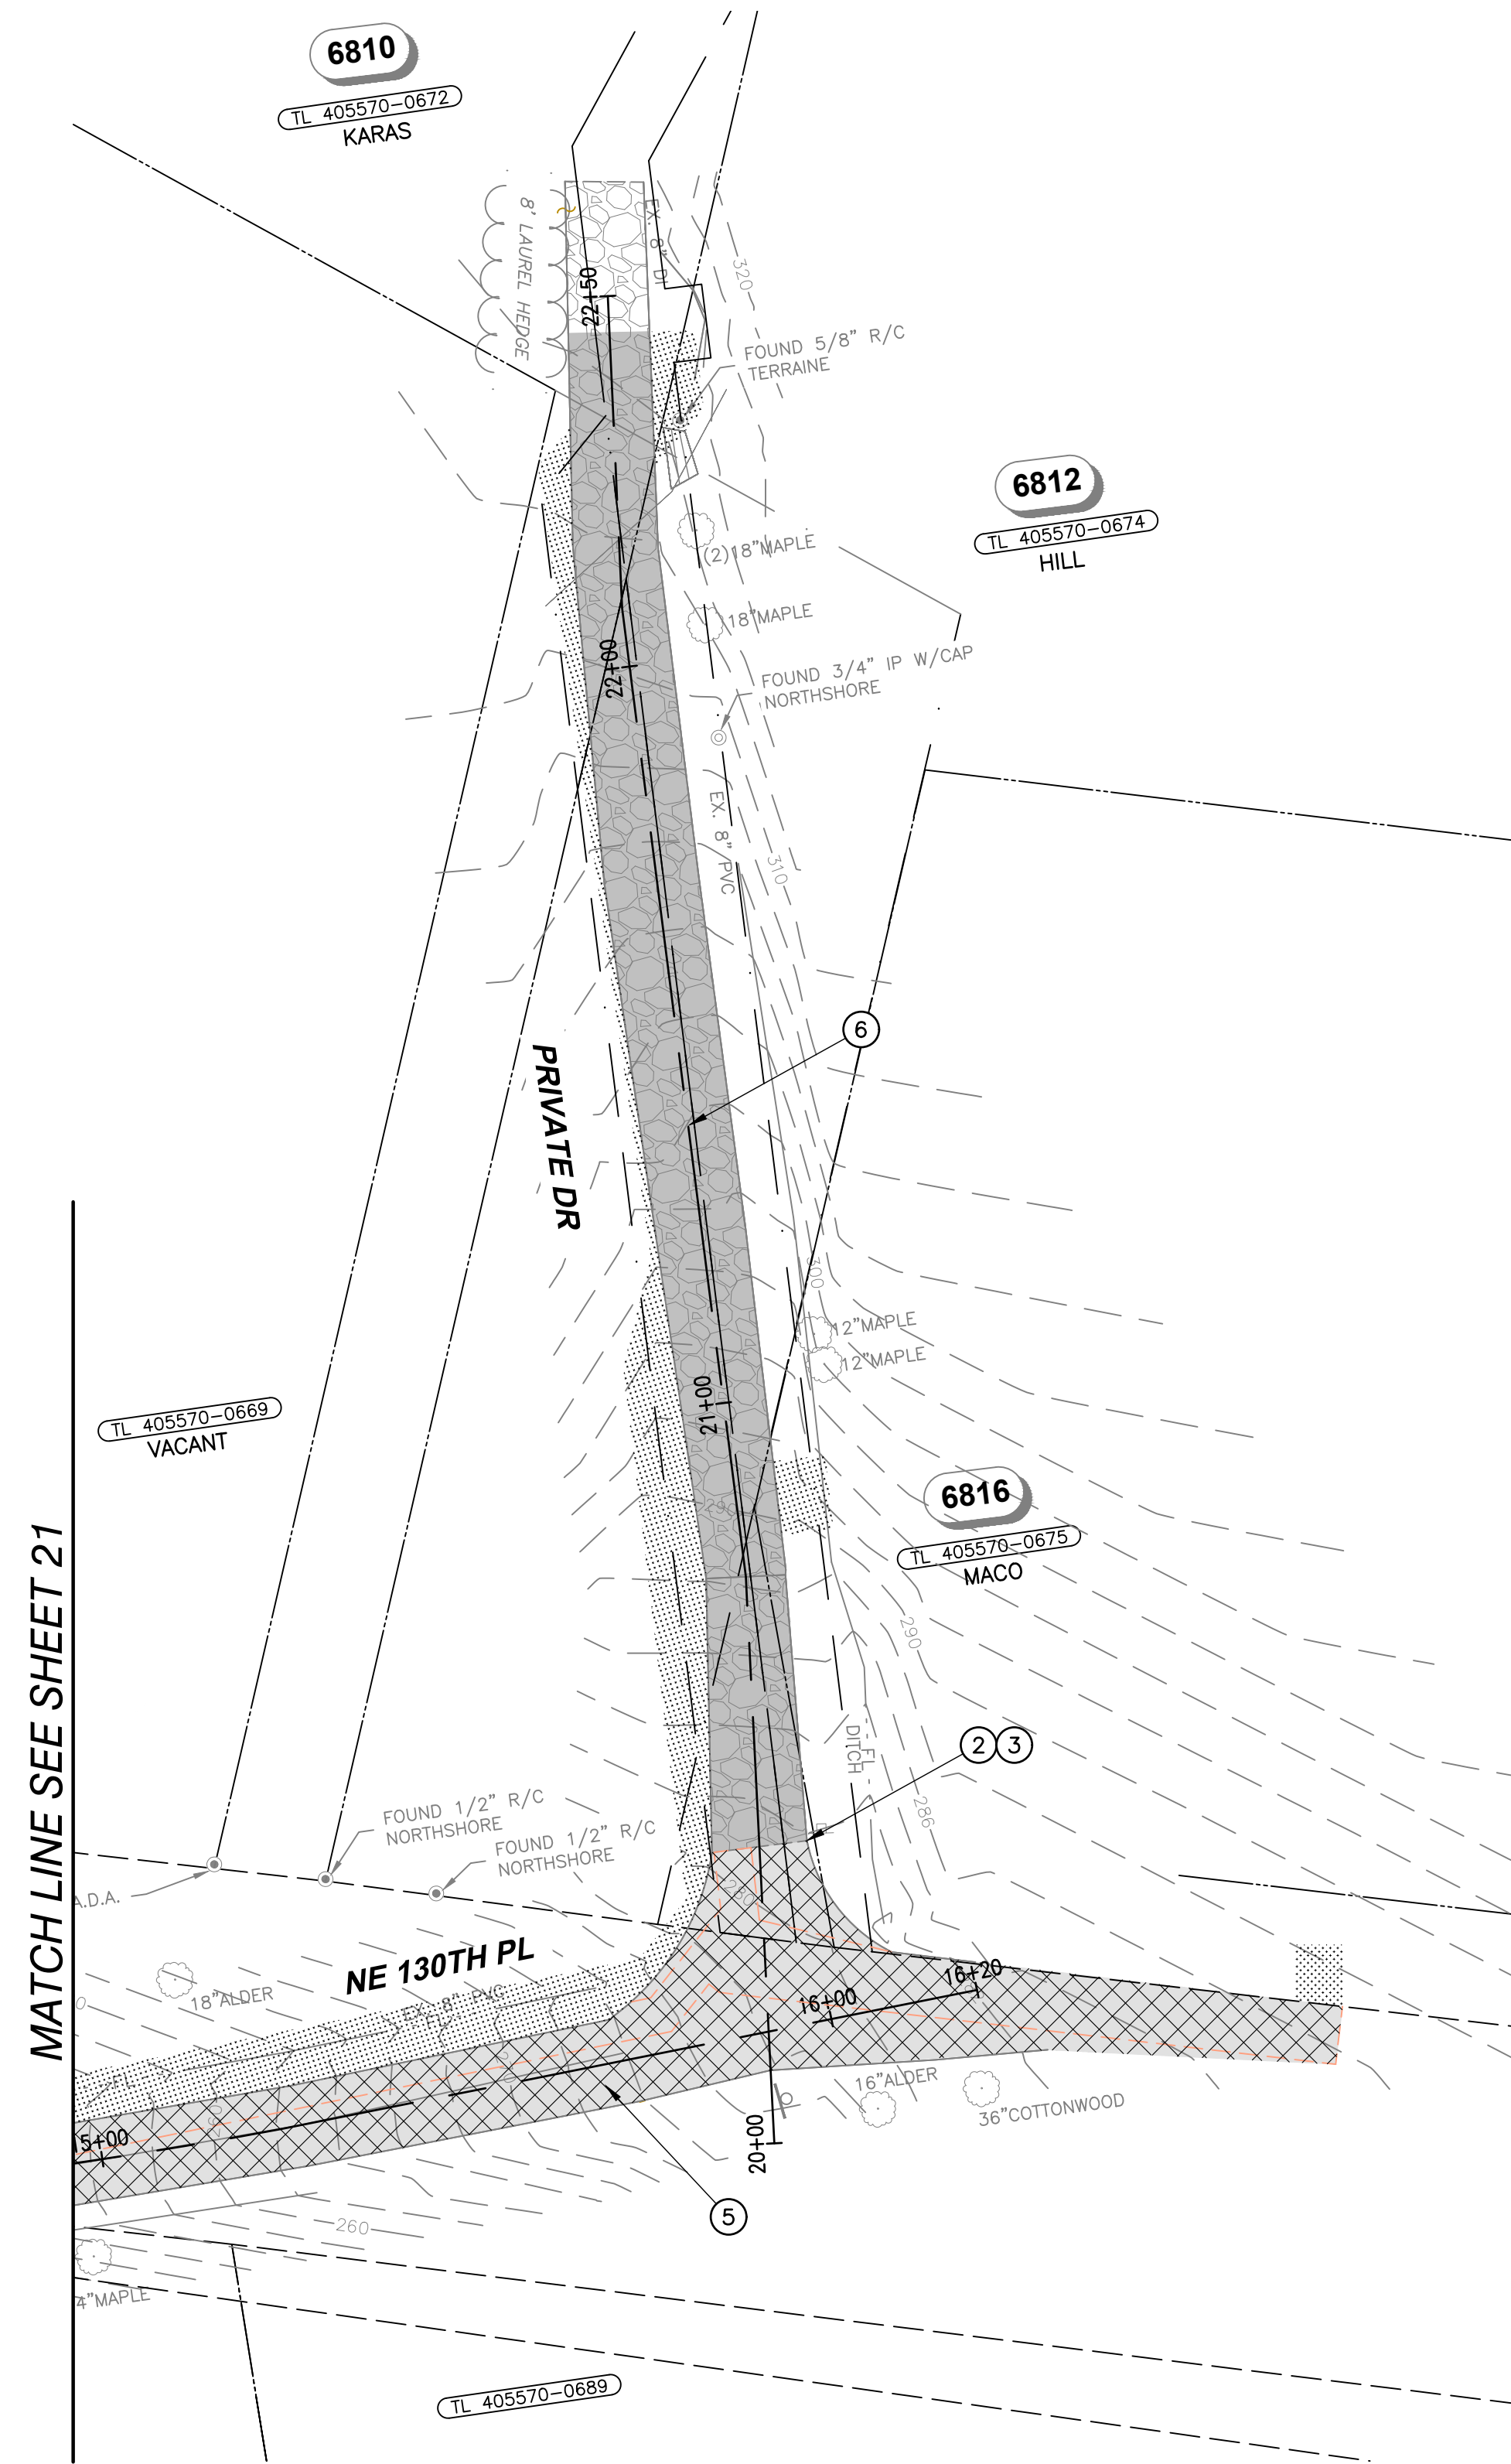 6810
TL 405570-0672
KARAS
8' LAUREL HEDGE
EX. 8" DI
320
22+50
FOUND 5/8" R/C
TERRAINE
6812
TL 405570-0674
HILL
(2)18"MAPLE
18"MAPLE
22+00
FOUND 3/4" IP W/CAP
NORTHSHORE
EX. 8" PVC
310
6
PRIVATE DR
300
12"MAPLE
12"MAPLE
21+00
TL 405570-0669
VACANT
290
6816
TL 405570-0675
MACO
MATCH LINE SEE SHEET 21
290
DITCH
FL
2
3
286
FOUND 1/2" R/C
NORTHSHORE
FOUND 1/2" R/C
NORTHSHORE
A.D.A.
280
NE 130TH PL
18"ALDER
EX. 8" PVC
FL
16+20
16+00
FL
16"ALDER
36"COTTONWOOD
15+00
20+00
5
260
4"MAPLE
TL 405570-0689